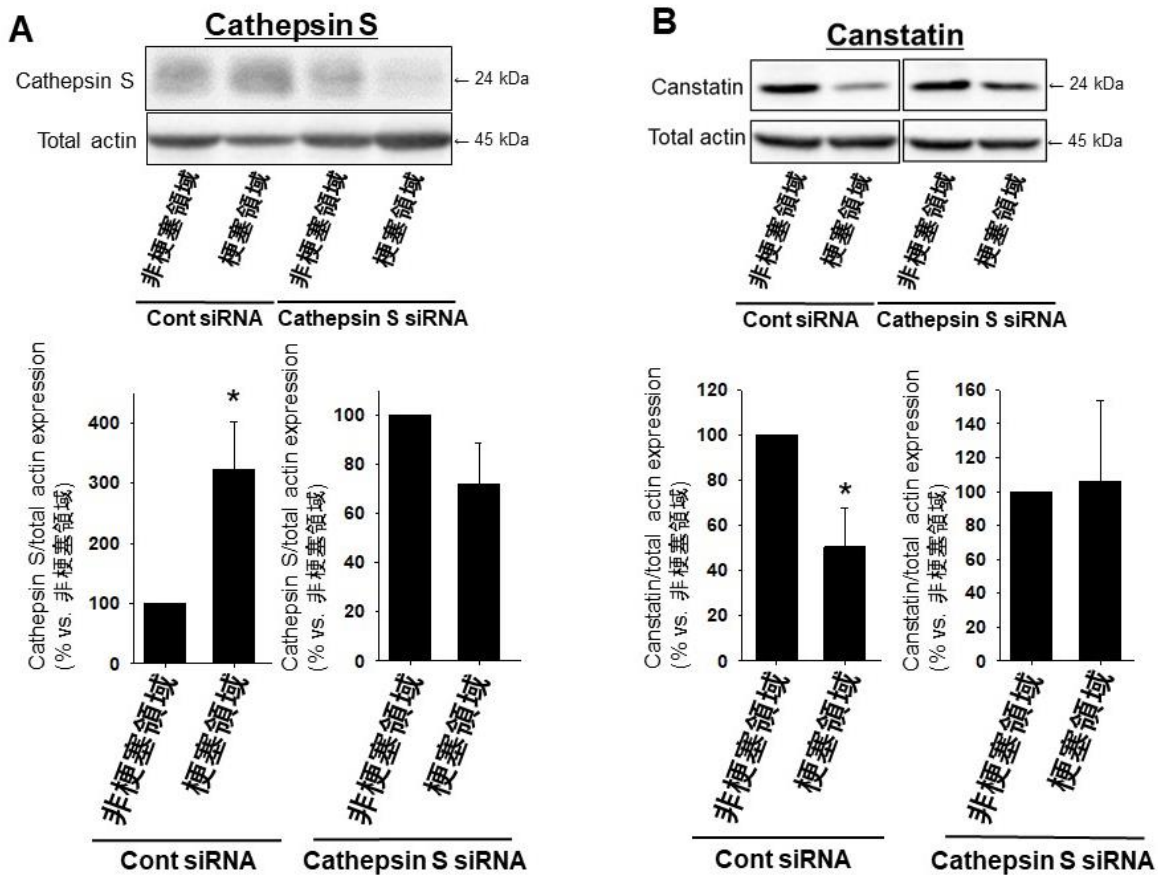 A
Cathepsin S
Cathepsin S
← 24 kDa
Total actin
← 45 kDa
非梗塞領域
梗塞領域
非梗塞領域
梗塞領域
Cont siRNA
Cathepsin S siRNA
Cathepsin S/total actin expression
(% vs. 非梗塞領域)
400
300
200
100
0
*
非梗塞領域
梗塞領域
Cont siRNA
Cathepsin S/total actin expression
(% vs. 非梗塞領域)
100
80
60
40
20
0
非梗塞領域
梗塞領域
Cathepsin S siRNA
B
Canstatin
Canstatin
← 24 kDa
Total actin
← 45 kDa
非梗塞領域
梗塞領域
非梗塞領域
梗塞領域
Cont siRNA
Cathepsin S siRNA
Canstatin/total actin expression
(% vs. 非梗塞領域)
120
100
80
60
40
20
0
*
非梗塞領域
梗塞領域
Cont siRNA
Canstatin/total actin expression
(% vs. 非梗塞領域)
160
140
120
100
80
60
40
20
0
非梗塞領域
梗塞領域
Cathepsin S siRNA